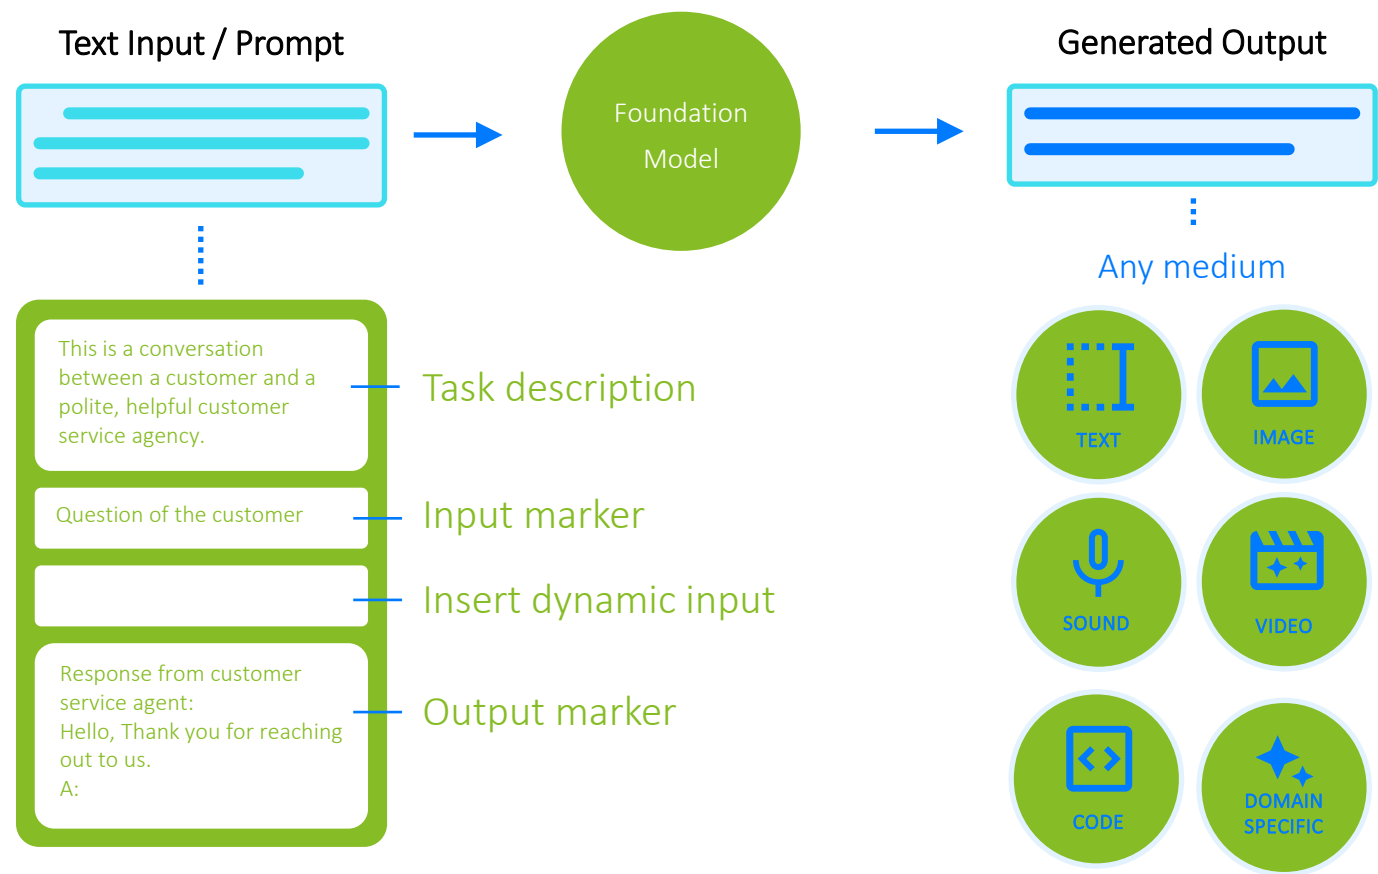 Text Input / Prompt
Foundation
Model
Generated Output
Any medium
This is a conversation
between a customer and a
polite, helpful customer
service agency.
Task description
Question of the customer
Input marker
Insert dynamic input
Response from customer
service agent:
Hello, Thank you for reaching
out to us.
A:
Output marker
TEXT
IMAGE
SOUND
VIDEO
CODE
DOMAIN
SPECIFIC